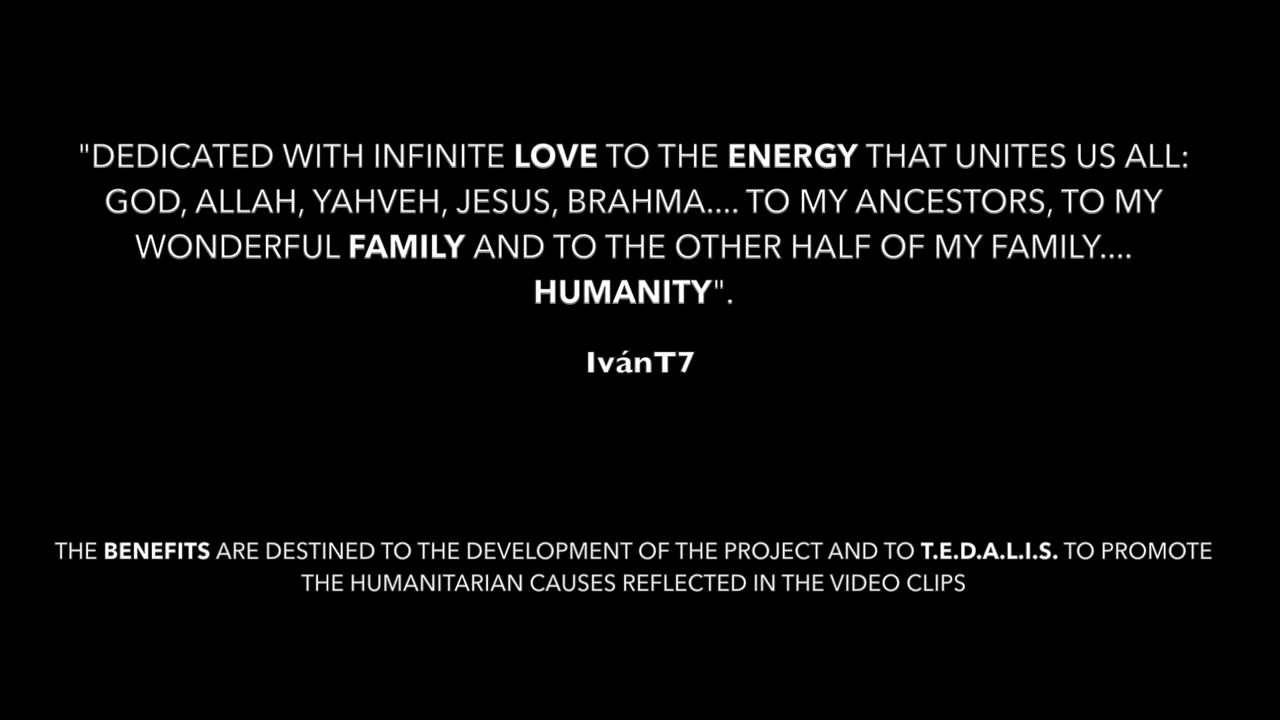 "DEDICATED WITH INFINITE LOVE TO THE ENERGY THAT UNITES US ALL:
GOD, ALLAH, YAHVEH, JESUS, BRAHMA.... TO MY ANCESTORS, TO MY
WONDERFUL FAMILY AND TO THE OTHER HALF OF MY FAMILY....
HUMANITY".
IvánT7
THE BENEFITS ARE DESTINED TO THE DEVELOPMENT OF THE PROJECT AND TO T.E.D.A.L.I.S. TO PROMOTE
THE HUMANITARIAN CAUSES REFLECTED IN THE VIDEO CLIPS